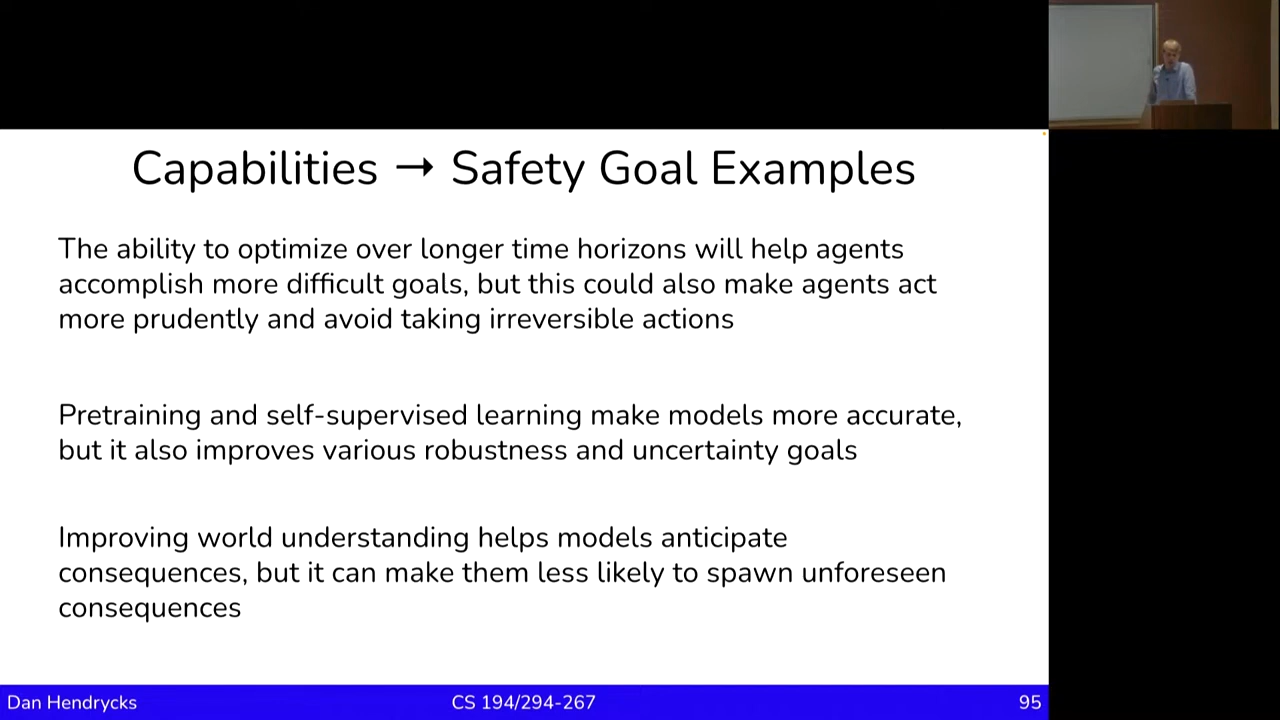 Capabilities → Safety Goal Examples
The ability to optimize over longer time horizons will help agents
accomplish more difficult goals, but this could also make agents act
more prudently and avoid taking irreversible actions
Pretraining and self-supervised learning make models more accurate,
but it also improves various robustness and uncertainty goals
Improving world understanding helps models anticipate
consequences, but it can make them less likely to spawn unforeseen
consequences
Dan Hendrycks
CS 194/294-267
95